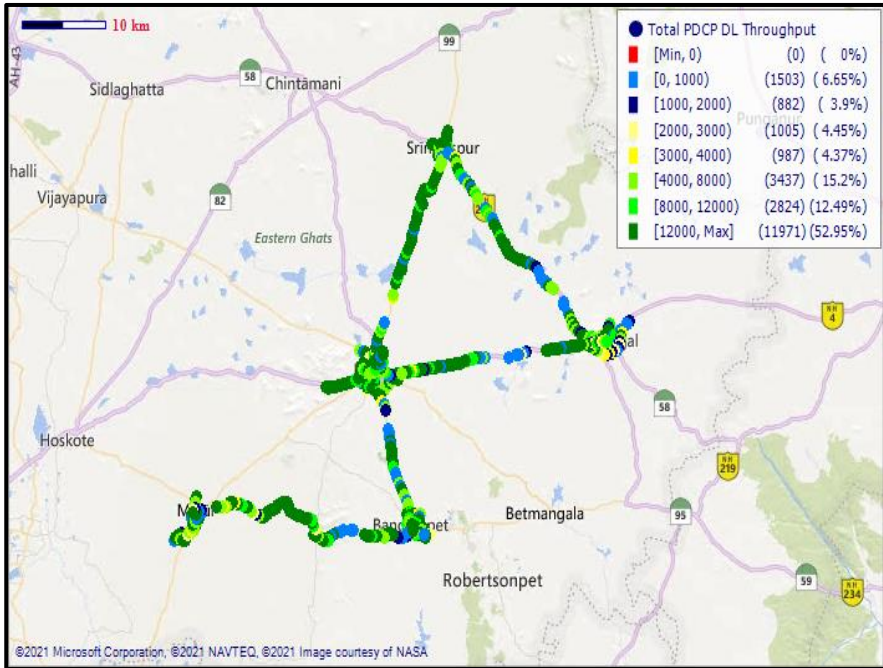 10 km
AH-43
99
58
Chintāmani
Sidlaghatta
halli
Vijayapura
82
Eastern Ghats
Punganur
Hoskote
NH
4
58
NH
219
95
Betmangala
Robertsonpet
59
NH
234
Total PDCP DL Throughput
[Min, 0) (0) ( 0%)
[0, 1000) (1503) ( 6.65%)
[1000, 2000) (882) ( 3.9%)
[2000, 3000) (1005) ( 4.45%)
[3000, 4000) (987) ( 4.37%)
[4000, 8000) (3437) ( 15.2%)
[8000, 12000) (2824) ( 12.49%)
[12000, Max] (11971) (52.95%)
©2021 Microsoft Corporation, ©2021 NAVTEQ, ©2021 Image courtesy of NASA